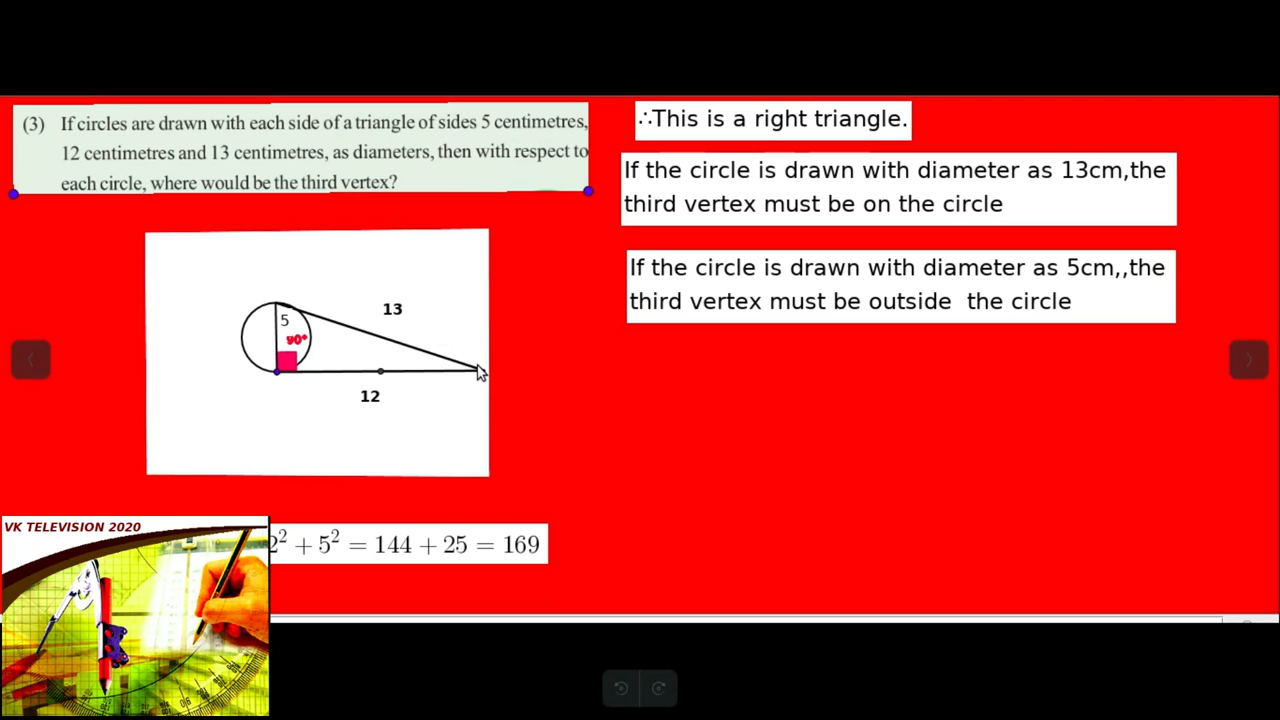 (3) If circles are drawn with each side of a triangle of sides 5 centimetres,
12 centimetres and 13 centimetres, as diameters, then with respect to
each circle, where would be the third vertex?
∴This is a right triangle.
If the circle is drawn with diameter as 13cm,the
third vertex must be on the circle
If the circle is drawn with diameter as 5cm,,the
third vertex must be outside the circle
13
5
90°
12
2² + 5² = 144 + 25 = 169
VK TELEVISION 2020